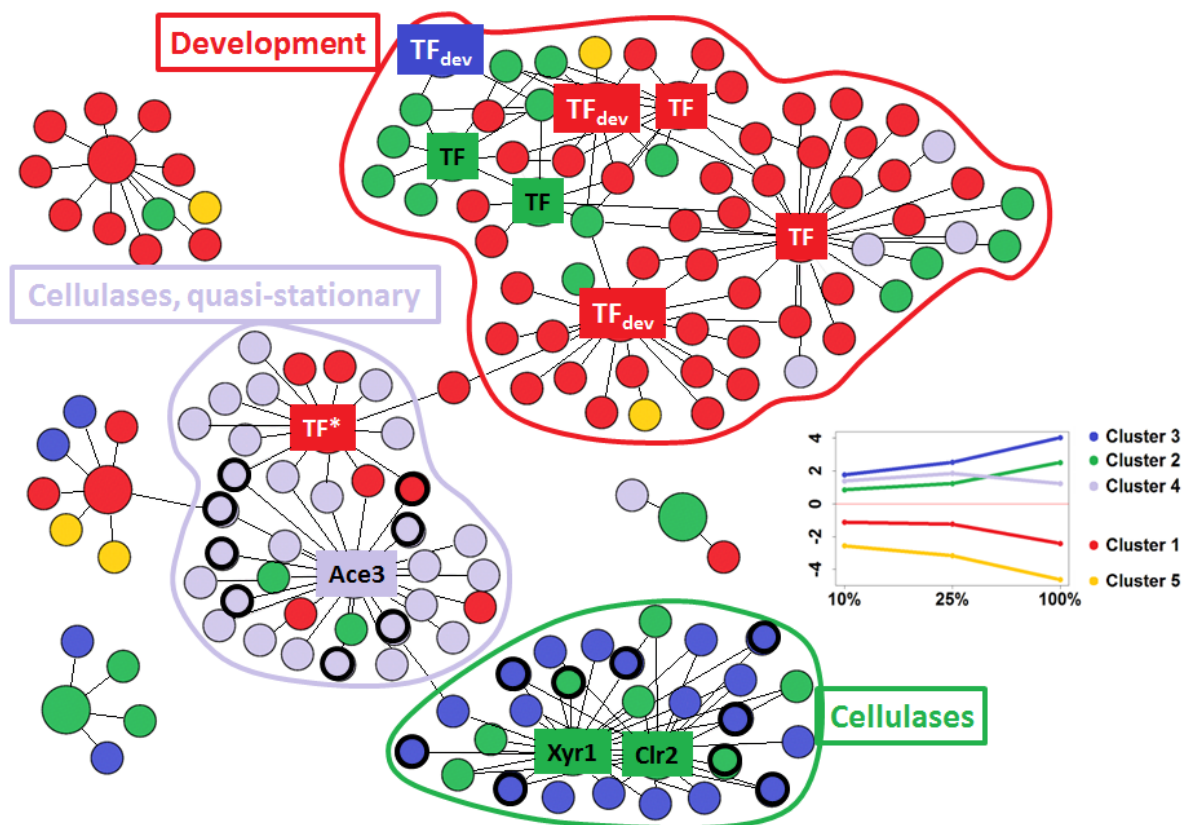 Development
TFdev
TFdev
TF
TF
TF
TF
TFdev
Cellulases, quasi-stationary
TF*
Ace3
Xyr1
Clr2
Cellulases
4
2
0
-2
-4
10%
25%
100%
Cluster 3
Cluster 2
Cluster 4
Cluster 1
Cluster 5